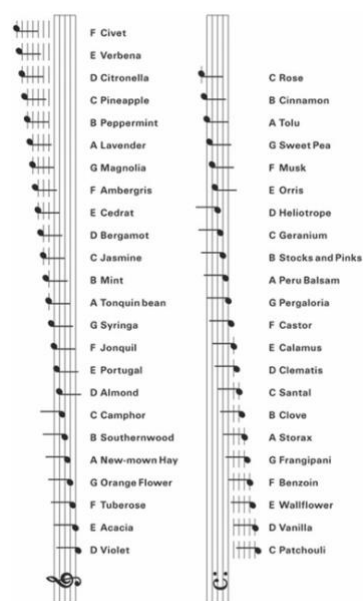 F Civet
E Verbena
D Citronella
C Pineapple
B Peppermint
A Lavender
G Magnolia
F Ambergris
E Cedrat
D Bergamot
C Jasmine
B Mint
A Tonquin bean
G Syringa
F Jonquil
E Portugal
D Almond
C Camphor
B Southernwood
A New-mown Hay
G Orange Flower
F Tuberose
E Acacia
D Violet
C Rose
B Cinnamon
A Tolu
G Sweet Pea
F Musk
E Orris
D Heliotrope
C Geranium
B Stocks and Pinks
A Peru Balsam
G Pergaloria
F Castor
E Calamus
D Clematis
C Santal
B Clove
A Storax
G Frangipani
F Benzoin
E Wallflower
D Vanilla
C Patchouli